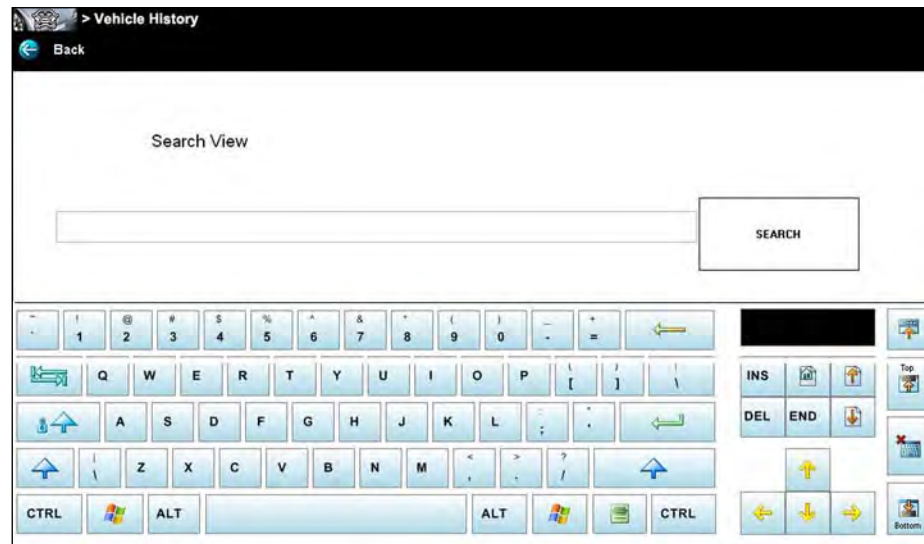 > Vehicle History
Back
Search View
SEARCH
~ ! @ # $ % ^ & * ( ) _ +
1 2 3 4 5 6 7 8 9 0 - =
Q W E R T Y U I O P [ ] \
INS
Top
A S D F G H J K L ; '
DEL END
| < > ?
\ Z X C V B N M , . /
CTRL ALT ALT CTRL
Bottom